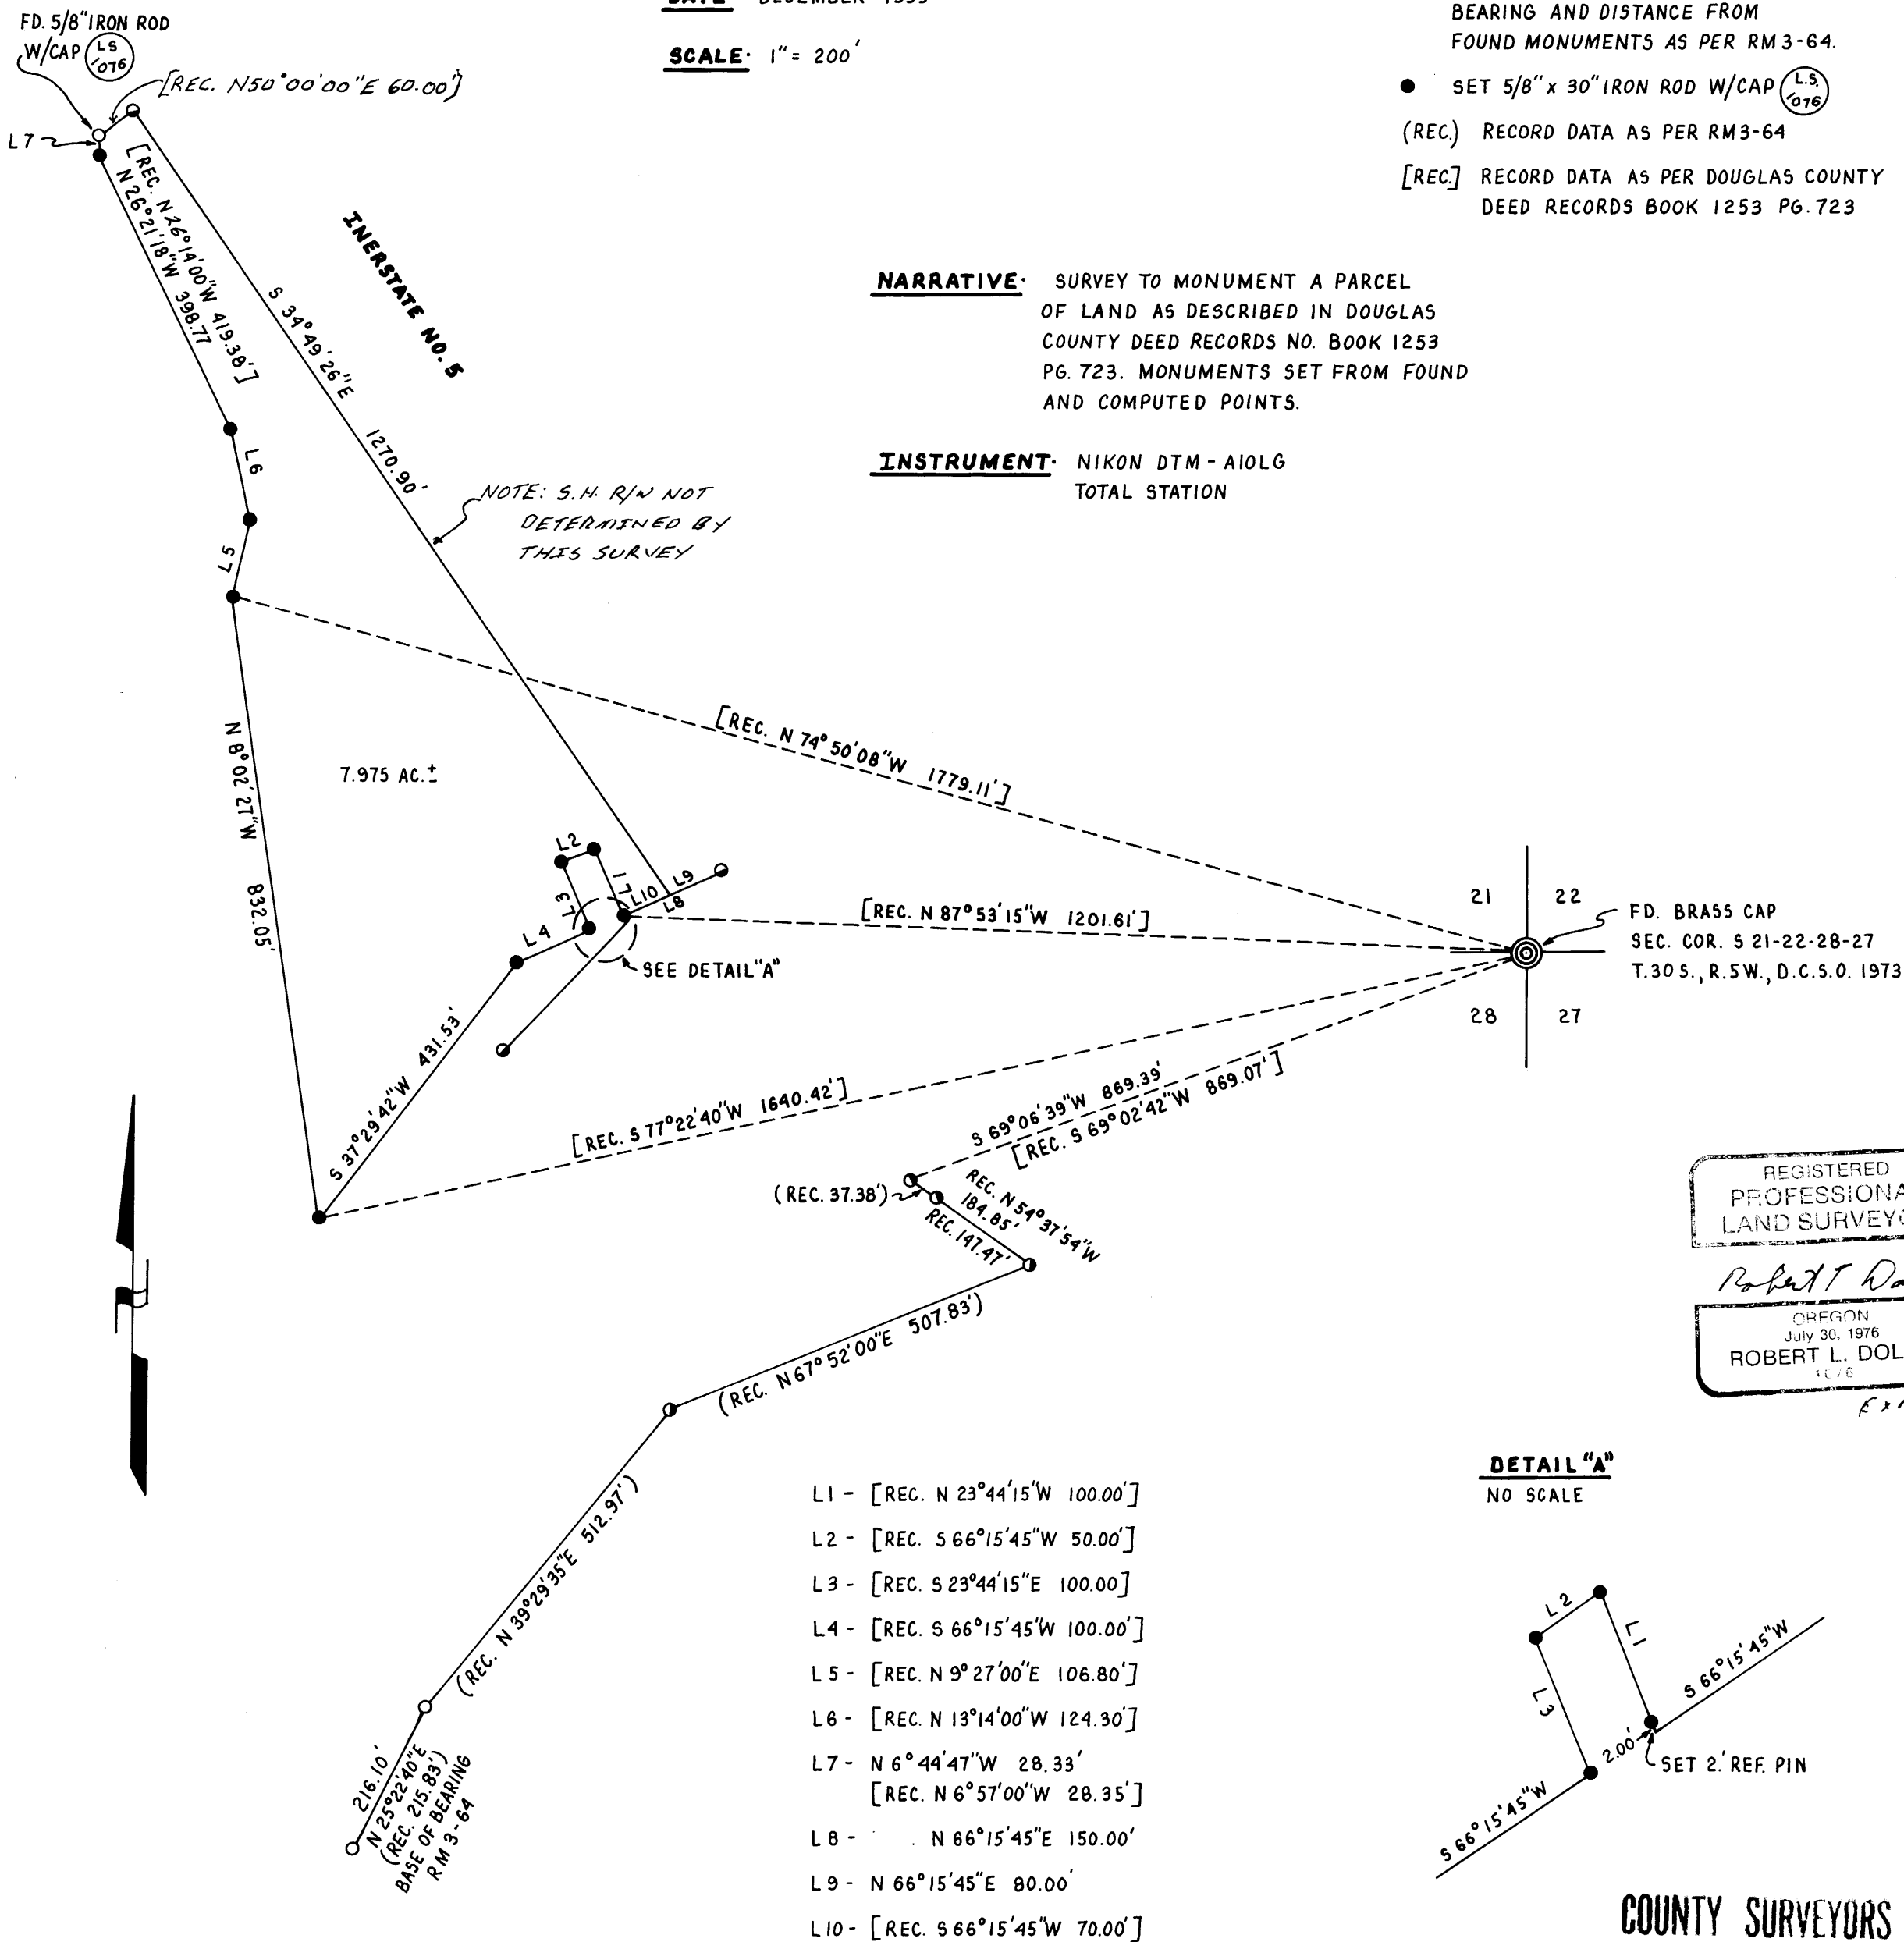 DATE DECEMBER 1993
SCALE· 1" = 200'
FD. 5/8" IRON ROD
W/CAP LS 1076
[REC. N50°00'00"E 60.00']
L7
[REC. N26°14'00"W 419.38']
N 26°21'18"W 398.77
INERSTATE NO. 5
S 34°49'26"E 1270.90'
L6
L5
NOTE: S.H. R/W NOT
DETERMINED BY
THIS SURVEY
BEARING AND DISTANCE FROM
FOUND MONUMENTS AS PER RM3-64.
● SET 5/8" x 30" IRON ROD W/CAP L.S. 1076
(REC.) RECORD DATA AS PER RM3-64
[REC.] RECORD DATA AS PER DOUGLAS COUNTY
DEED RECORDS BOOK 1253 PG. 723
NARRATIVE· SURVEY TO MONUMENT A PARCEL
OF LAND AS DESCRIBED IN DOUGLAS
COUNTY DEED RECORDS NO. BOOK 1253
PG. 723. MONUMENTS SET FROM FOUND
AND COMPUTED POINTS.
INSTRUMENT· NIKON DTM-A10LG
TOTAL STATION
[REC. N 74°50'08"W 1779.11']
N 8°02'27"W 832.05'
7.975 AC.±
L2
L1
L3
L4
L10
L9
L8
SEE DETAIL "A"
[REC. N 87°53'15"W 1201.61']
21
22
28
27
FD. BRASS CAP
SEC. COR. S 21-22-28-27
T.30 S., R.5W., D.C.S.O. 1973
S 37°29'42"W 431.53'
[REC. S 77°22'40"W 1640.42']
S 69°06'39"W 869.39'
[REC. S 69°02'42"W 869.07']
(REC. 37.38')
REC. N 54°37'54"W
184.85'
REC. 147.47'
(REC. N67°52'00"E 507.83')
(REC. N 39°29'35"E 512.97')
216.10'
N 25°22'40"E
(REC. 215.83')
BASE OF BEARING
RM 3-64
REGISTERED
PROFESSIONA
LAND SURVEY
Robert
OREGON
July 30, 1976
ROBERT L. DOL
1076
L1 - [REC. N 23°44'15"W 100.00']
L2 - [REC. S 66°15'45"W 50.00']
L3 - [REC. S 23°44'15"E 100.00]
L4 - [REC. S 66°15'45"W 100.00']
L5 - [REC. N 9°27'00"E 106.80']
L6 - [REC. N 13°14'00"W 124.30']
L7 - N 6°44'47"W 28.33'
[REC. N 6°57'00"W 28.35']
L8 - N 66°15'45"E 150.00'
L9 - N 66°15'45"E 80.00'
L10 - [REC. S 66°15'45"W 70.00']
DETAIL "A"
NO SCALE
L2
L1
L3
S 66°15'45"W
2.00'
SET 2.' REF. PIN
S 66°15'45"W
COUNTY SURVEYORS